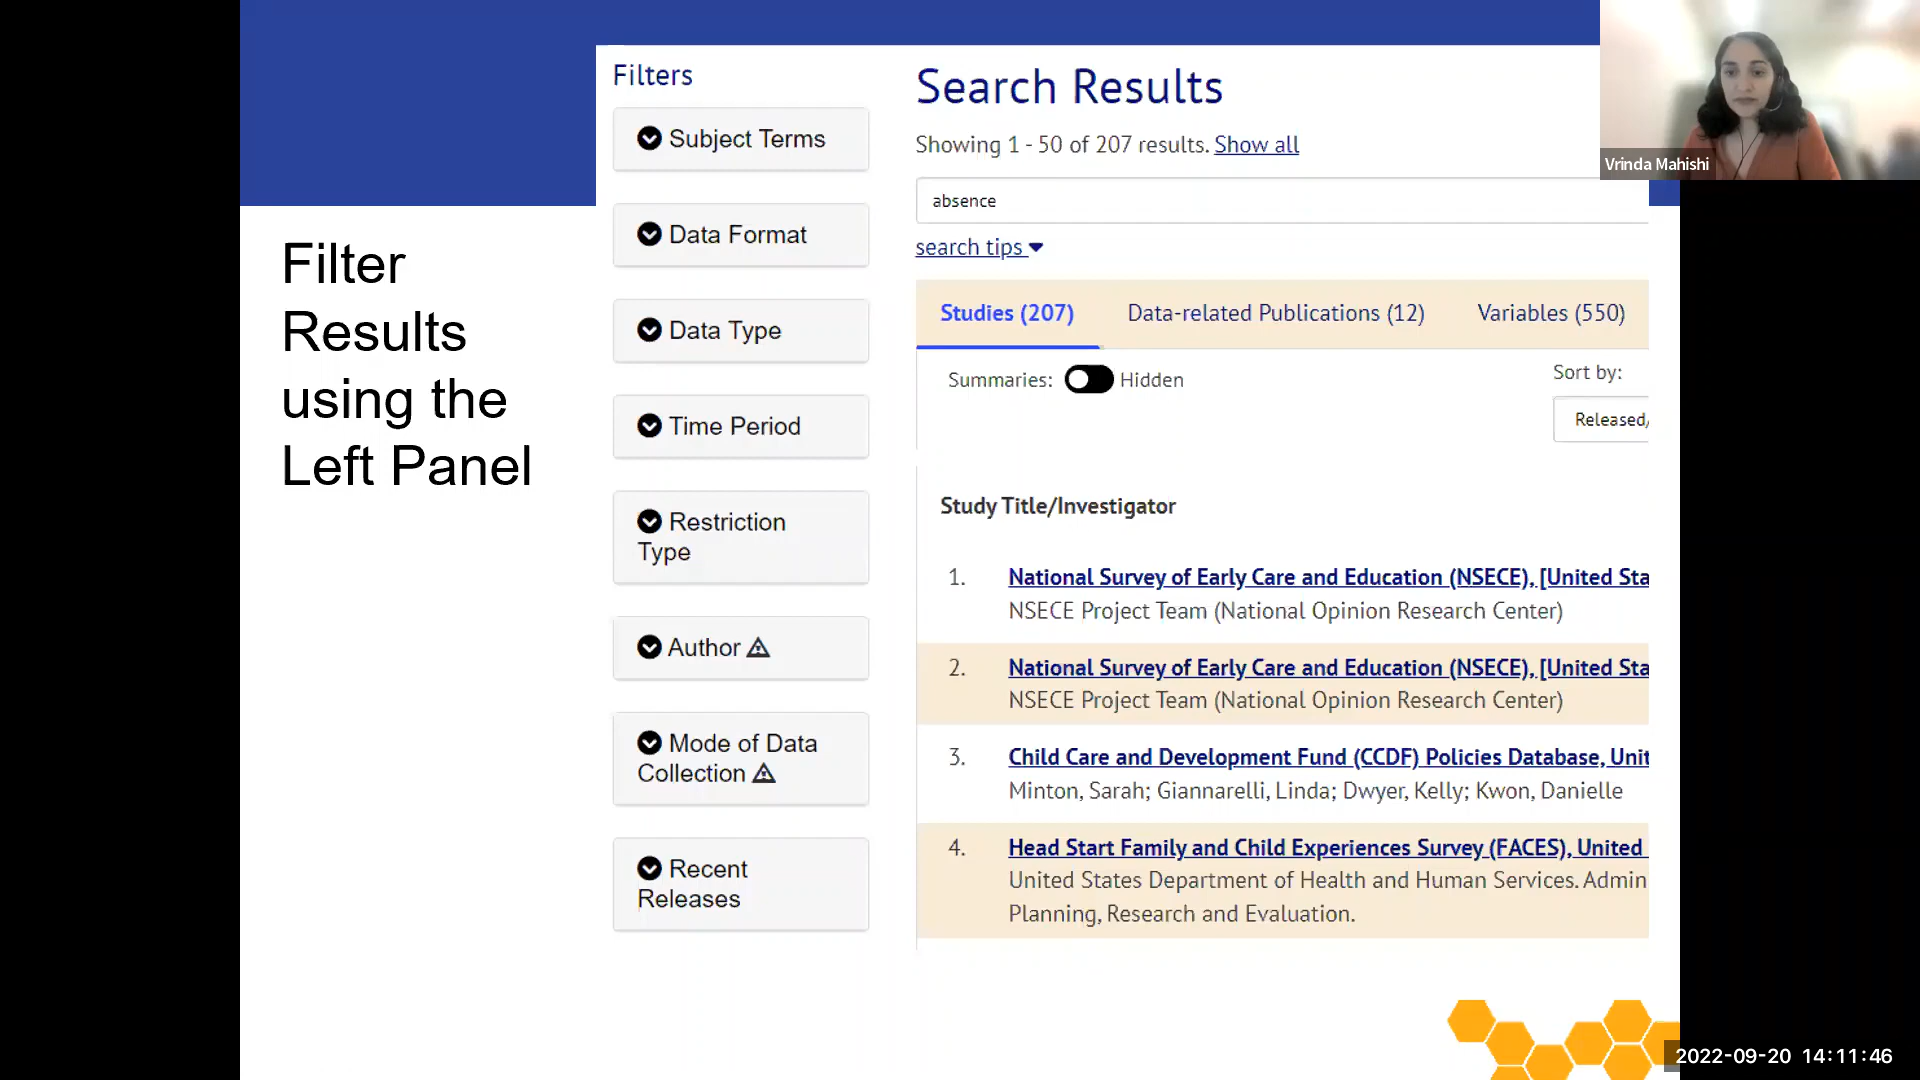 Filter
Results
using the
Left Panel
Filters
Subject Terms
Data Format
Data Type
Time Period
Restriction
Type
Author
Mode of Data
Collection
Recent
Releases
Search Results
Showing 1 - 50 of 207 results. Show all
absence
search tips
Studies (207) Data-related Publications (12) Variables (550)
Summaries: Hidden
Sort by:
Released/
Study Title/Investigator
1. National Survey of Early Care and Education (NSECE), [United Sta
NSECE Project Team (National Opinion Research Center)
2. National Survey of Early Care and Education (NSECE), [United Sta
NSECE Project Team (National Opinion Research Center)
3. Child Care and Development Fund (CCDF) Policies Database, Unit
Minton, Sarah; Giannarelli, Linda; Dwyer, Kelly; Kwon, Danielle
4. Head Start Family and Child Experiences Survey (FACES), United
United States Department of Health and Human Services. Admin
Planning, Research and Evaluation.
Vrinda Mahishi
2022-09-20 14:11:46